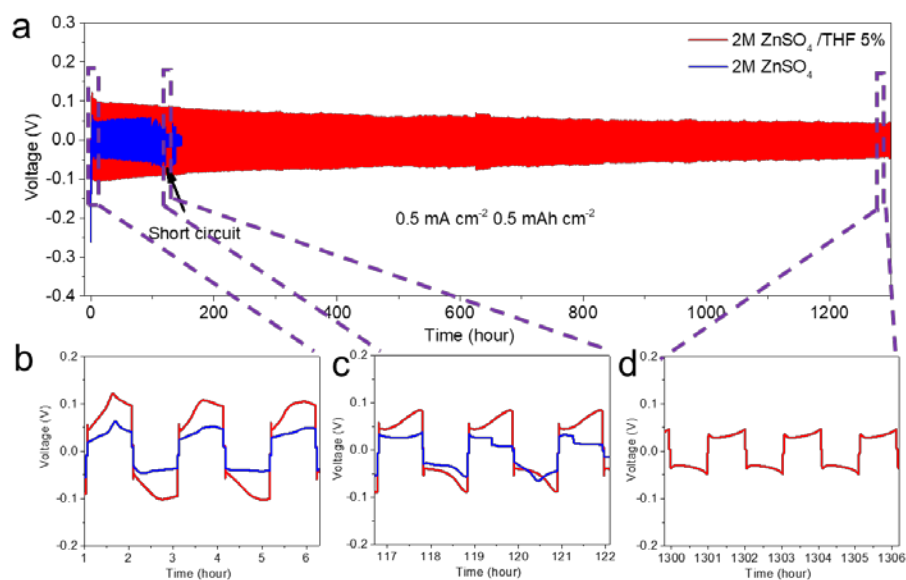 a
0.3
0.2
0.1
0.0
-0.1
-0.2
-0.3
-0.4
Voltage (V)
2M ZnSO₄ /THF 5%
2M ZnSO₄
Short circuit
0.5 mA cm⁻² 0.5 mAh cm⁻²
0 200 400 600 800 1000 1200
Time (hour)
b
0.2
0.1
0.0
-0.1
-0.2
Voltage (V)
1 2 3 4 5 6
Time (hour)
c
0.2
0.1
0.0
-0.1
-0.2
Voltage (V)
117 118 119 120 121 122
Time (hour)
d
0.2
0.1
0.0
-0.1
-0.2
Voltage (V)
1300 1301 1302 1303 1304 1305 1306
Time (hour)